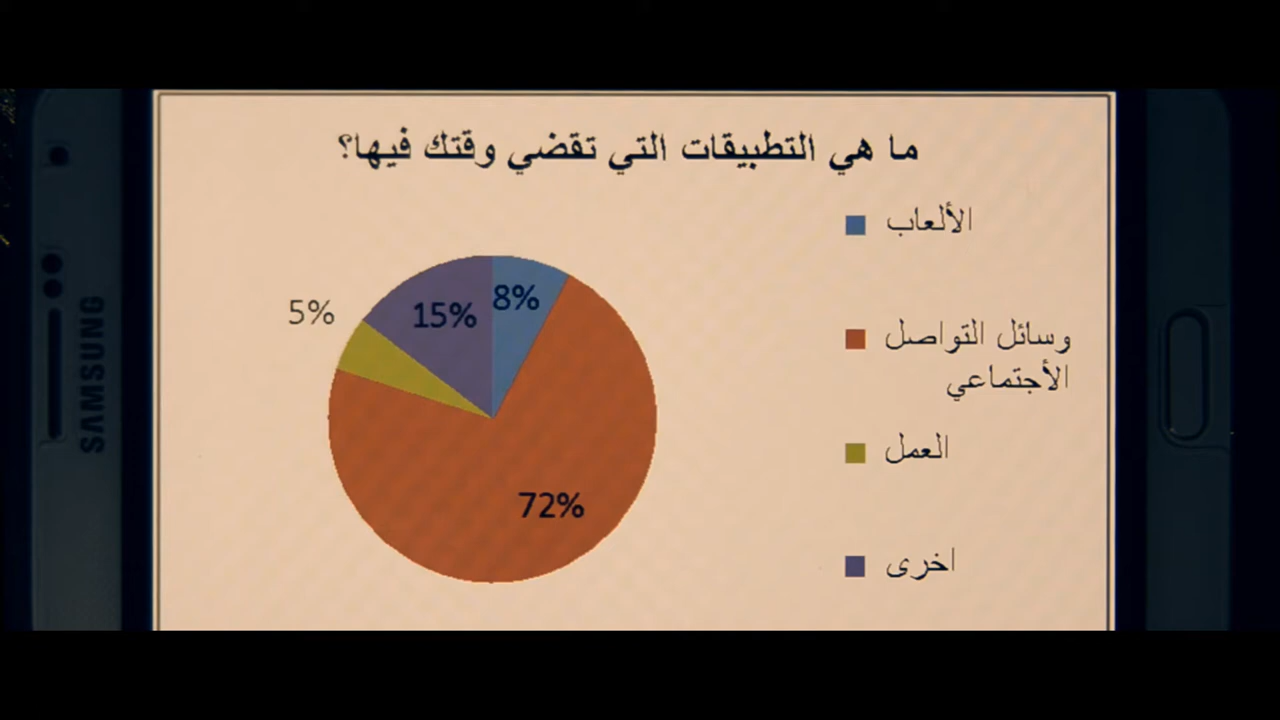 ما هي التطبيقات التي تقضي وقتك فيها؟
الألعاب
وسائل التواصل
الأجتماعي
العمل
اخرى
8%
15%
5%
72%
SAMSUNG